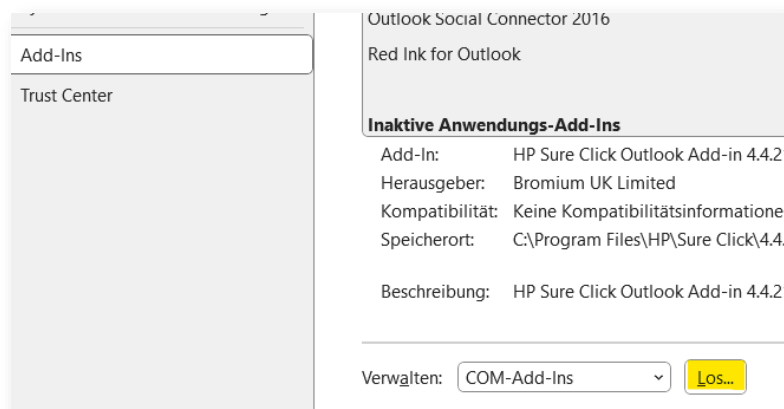 Outlook Social Connector 2016
Add-Ins
Red Ink for Outlook
Trust Center
Inaktive Anwendungs-Add-Ins
Add-In: HP Sure Click Outlook Add-in 4.4.2
Herausgeber: Bromium UK Limited
Kompatibilität: Keine Kompatibilitätsinformatione
Speicherort: C:\Program Files\HP\Sure Click\4.4.
Beschreibung: HP Sure Click Outlook Add-in 4.4.2
Verwalten: COM-Add-Ins Los...